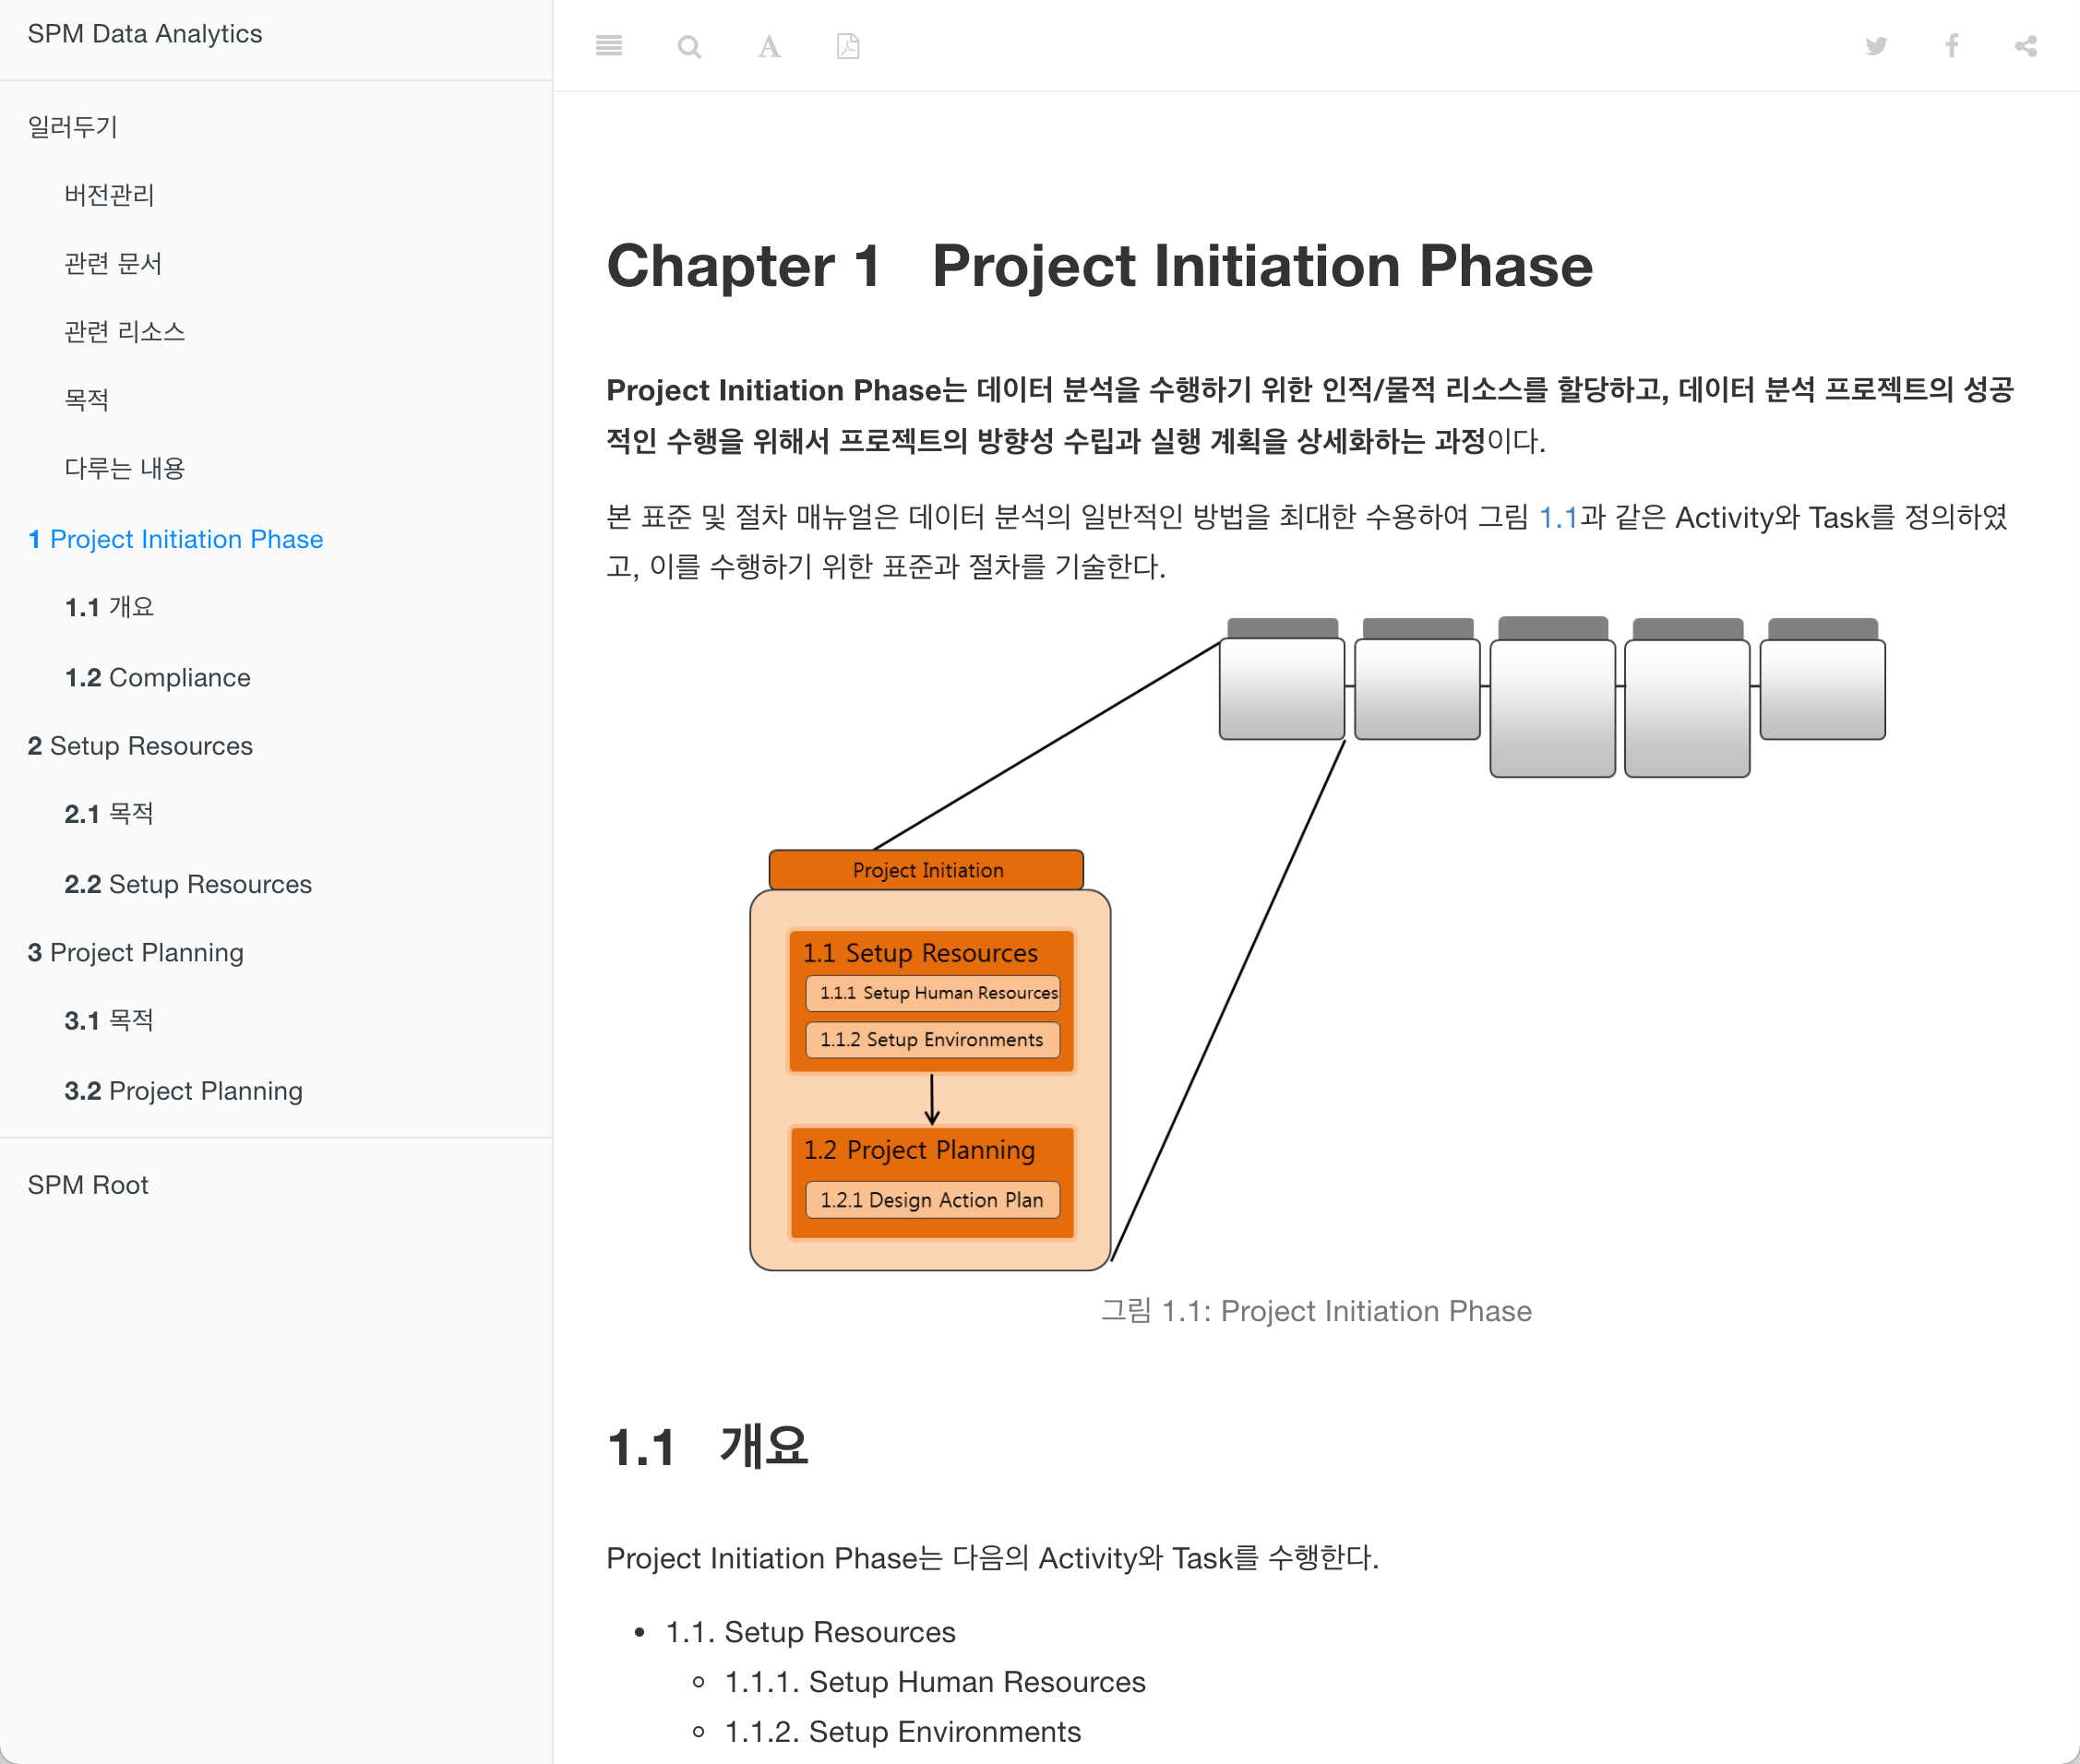 SPM Data Analytics
일러두기
버전관리
관련 문서
관련 리소스
목적
다루는 내용
1 Project Initiation Phase
1.1 개요
1.2 Compliance
2 Setup Resources
2.1 목적
2.2 Setup Resources
3 Project Planning
3.1 목적
3.2 Project Planning
SPM Root
Chapter 1 Project Initiation Phase
Project Initiation Phase는 데이터 분석을 수행하기 위한 인적/물적 리소스를 할당하고, 데이터 분석 프로젝트의 성공
적인 수행을 위해서 프로젝트의 방향성 수립과 실행 계획을 상세화하는 과정이다.
본 표준 및 절차 매뉴얼은 데이터 분석의 일반적인 방법을 최대한 수용하여 그림 1.1과 같은 Activity와 Task를 정의하였
고, 이를 수행하기 위한 표준과 절차를 기술한다.
Project Initiation
1.1 Setup Resources
1.1.1 Setup Human Resources
1.1.2 Setup Environments
1.2 Project Planning
1.2.1 Design Action Plan
그림 1.1: Project Initiation Phase
1.1 개요
Project Initiation Phase는 다음의 Activity와 Task를 수행한다.
• 1.1. Setup Resources
◦ 1.1.1. Setup Human Resources
◦ 1.1.2. Setup Environments